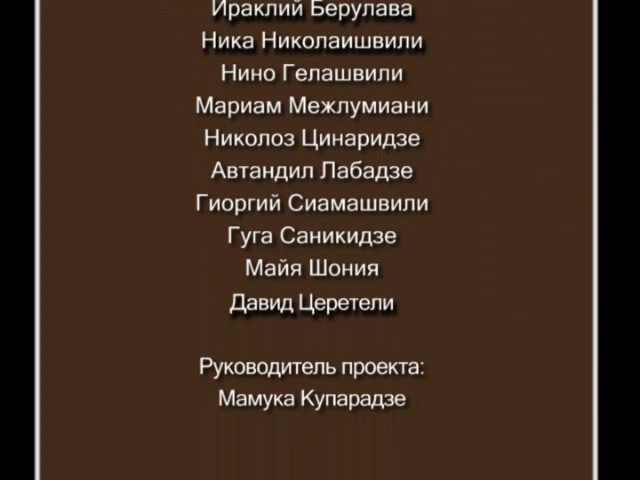 Ираклий Берулава
Ника Николаишвили
Нино Гелашвили
Мариам Межлумиани
Николоз Цинаридзе
Автандил Лабадзе
Гиоргий Сиамашвили
Гуга Саникидзе
Майя Шония
Давид Церетели
Руководитель проекта:
Мамука Купарадзе